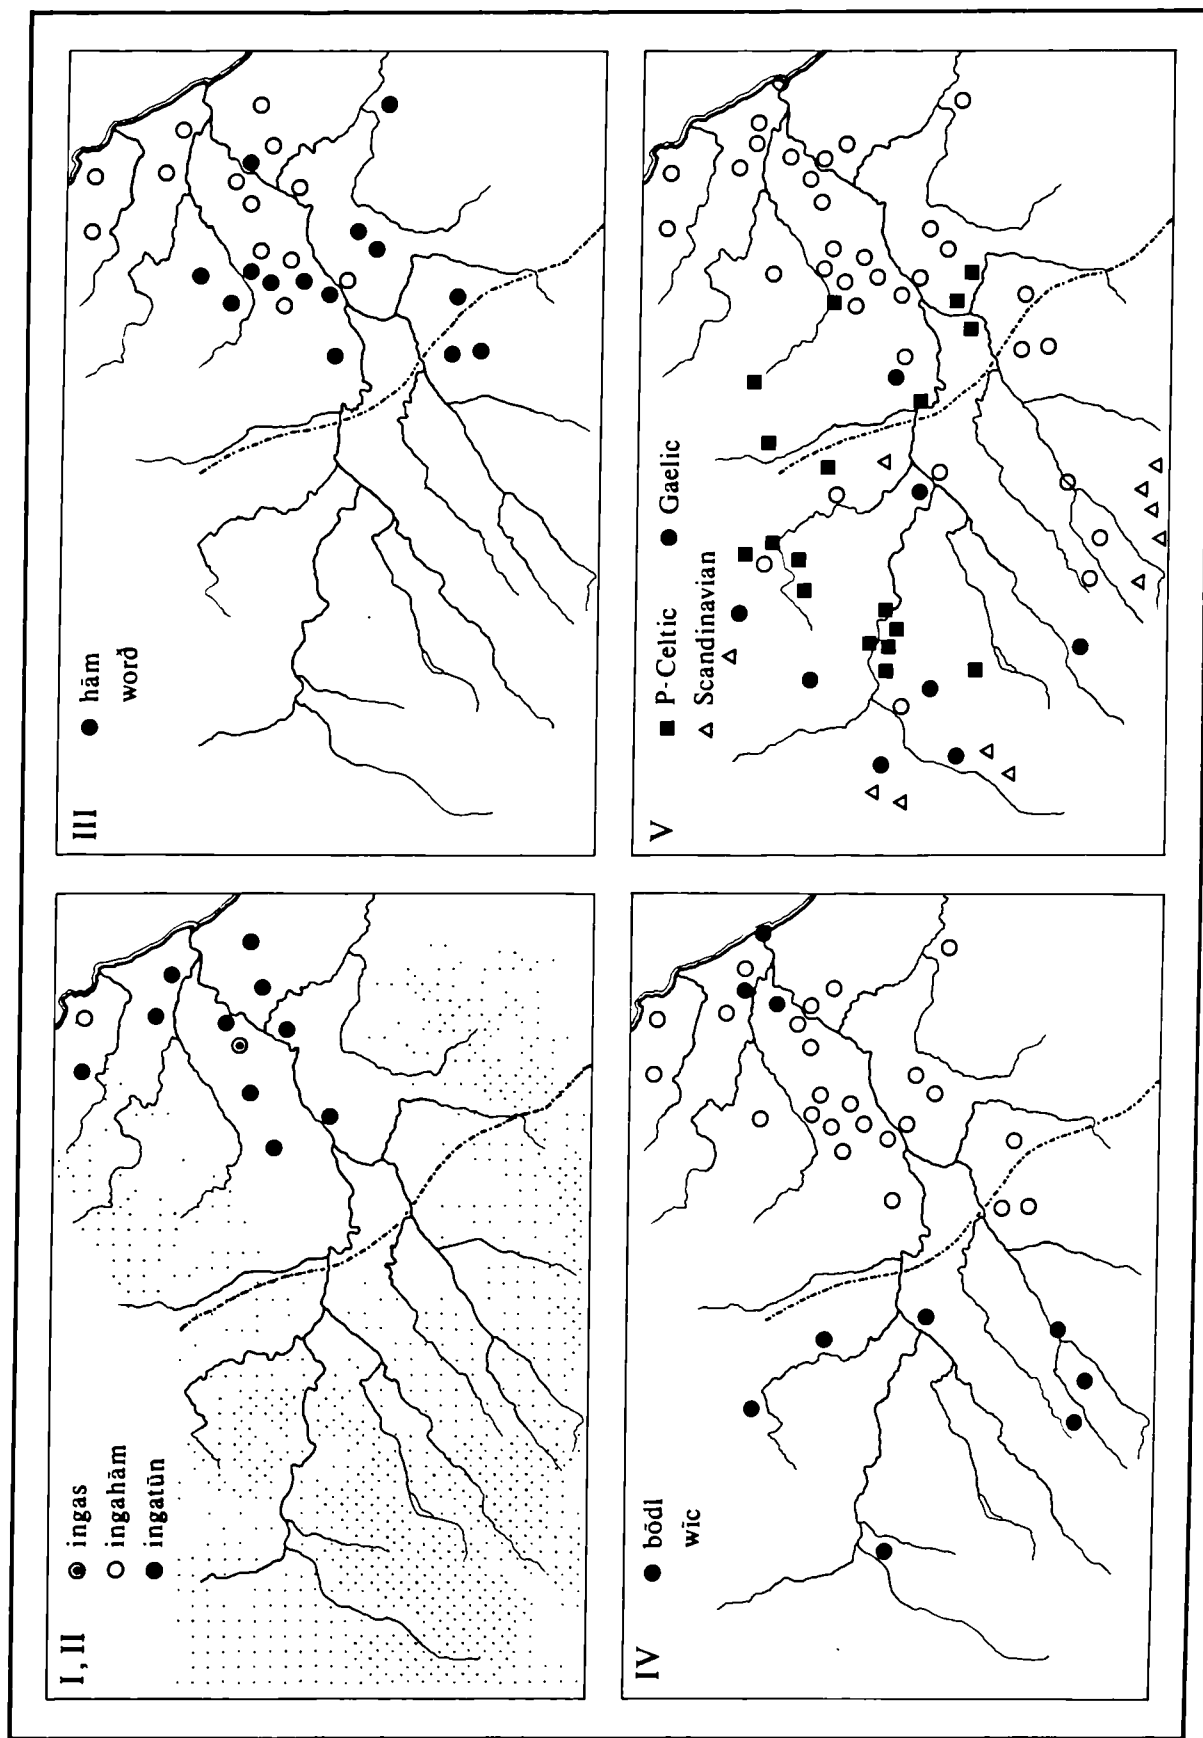 I, II
ingas
ingahām
ingatūn
III
hām
worð
IV
bōdl
wīc
V
P-Celtic
Gaelic
Scandinavian